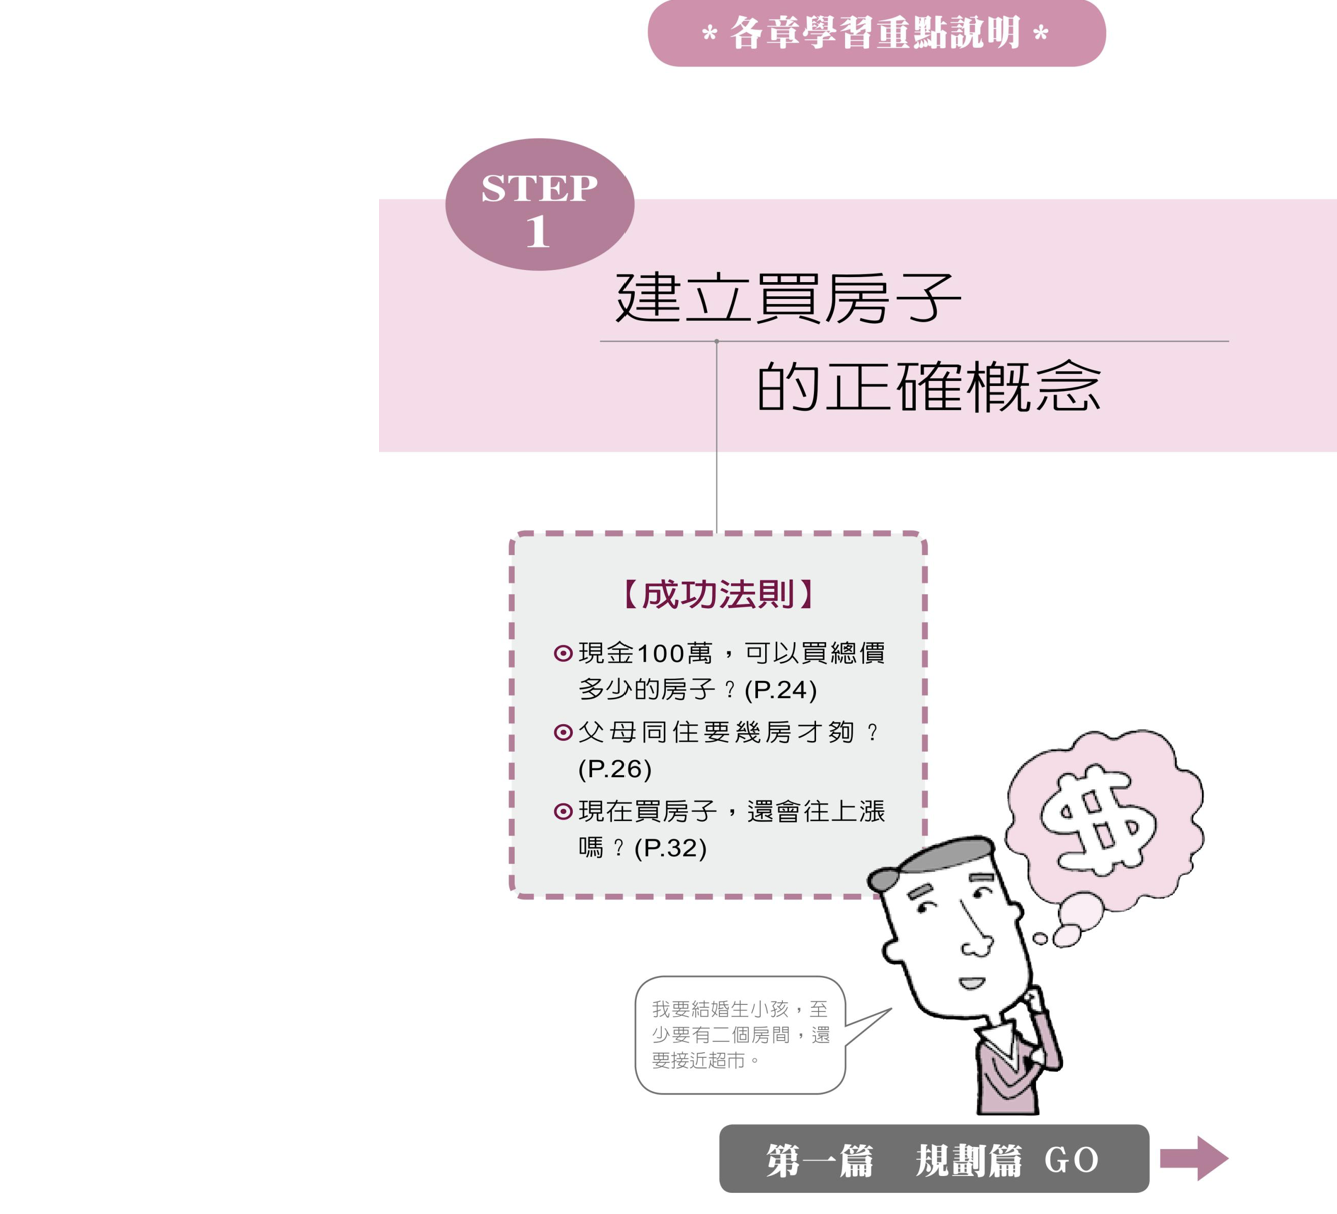 * 各章學習重點說明 *
STEP
1
建立買房子
的正確概念
【成功法則】
⊙現金100萬，可以買總價
多少的房子？(P.24)
⊙父母同住要幾房才夠？
(P.26)
⊙現在買房子，還會往上漲
嗎？(P.32)
我要結婚生小孩，至
少要有二個房間，還
要接近超市。
第一篇　規劃篇 GO